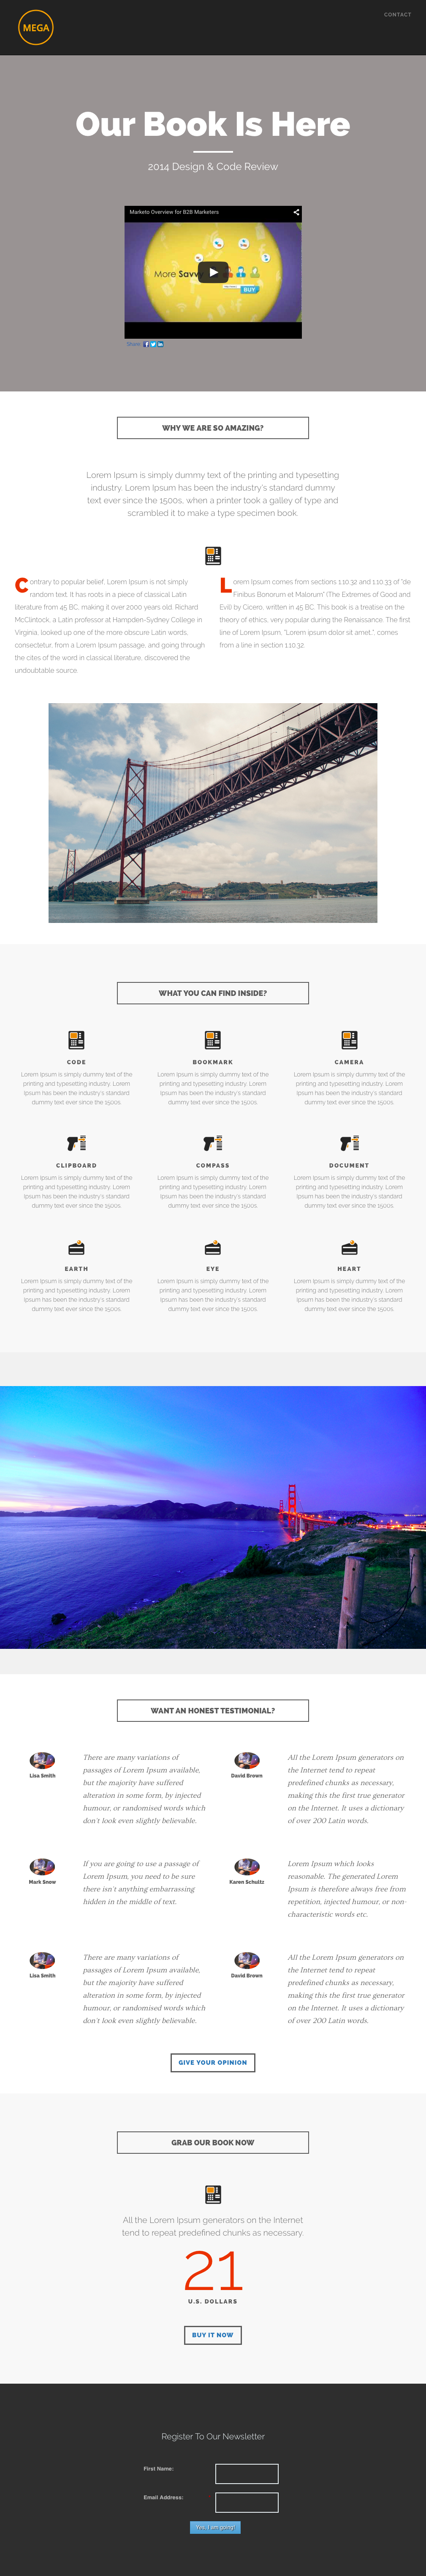 MEGA
CONTACT
Our Book Is Here
2014 Design & Code Review
Marketo Overview for B2B Marketers
More Savvy
BUY
Share:
WHY WE ARE SO AMAZING?
Lorem Ipsum is simply dummy text of the printing and typesetting
industry. Lorem Ipsum has been the industry's standard dummy
text ever since the 1500s, when a printer took a galley of type and
scrambled it to make a type specimen book.
Contrary to popular belief, Lorem Ipsum is not simply
random text. It has roots in a piece of classical Latin
literature from 45 BC, making it over 2000 years old. Richard
McClintock, a Latin professor at Hampden-Sydney College in
Virginia, looked up one of the more obscure Latin words,
consectetur, from a Lorem Ipsum passage, and going through
the cites of the word in classical literature, discovered the
undoubtable source.
Lorem Ipsum comes from sections 1.10.32 and 1.10.33 of "de
Finibus Bonorum et Malorum" (The Extremes of Good and
Evil) by Cicero, written in 45 BC. This book is a treatise on the
theory of ethics, very popular during the Renaissance. The first
line of Lorem Ipsum, "Lorem ipsum dolor sit amet..", comes
from a line in section 1.10.32.
WHAT YOU CAN FIND INSIDE?
CODE
Lorem Ipsum is simply dummy text of the
printing and typesetting industry. Lorem
Ipsum has been the industry's standard
dummy text ever since the 1500s.
BOOKMARK
Lorem Ipsum is simply dummy text of the
printing and typesetting industry. Lorem
Ipsum has been the industry's standard
dummy text ever since the 1500s.
CAMERA
Lorem Ipsum is simply dummy text of the
printing and typesetting industry. Lorem
Ipsum has been the industry's standard
dummy text ever since the 1500s.
CLIPBOARD
Lorem Ipsum is simply dummy text of the
printing and typesetting industry. Lorem
Ipsum has been the industry's standard
dummy text ever since the 1500s.
COMPASS
Lorem Ipsum is simply dummy text of the
printing and typesetting industry. Lorem
Ipsum has been the industry's standard
dummy text ever since the 1500s.
DOCUMENT
Lorem Ipsum is simply dummy text of the
printing and typesetting industry. Lorem
Ipsum has been the industry's standard
dummy text ever since the 1500s.
EARTH
Lorem Ipsum is simply dummy text of the
printing and typesetting industry. Lorem
Ipsum has been the industry's standard
dummy text ever since the 1500s.
EYE
Lorem Ipsum is simply dummy text of the
printing and typesetting industry. Lorem
Ipsum has been the industry's standard
dummy text ever since the 1500s.
HEART
Lorem Ipsum is simply dummy text of the
printing and typesetting industry. Lorem
Ipsum has been the industry's standard
dummy text ever since the 1500s.
WANT AN HONEST TESTIMONIAL?
Lisa Smith
There are many variations of
passages of Lorem Ipsum available,
but the majority have suffered
alteration in some form, by injected
humour, or randomised words which
don't look even slightly believable.
David Brown
All the Lorem Ipsum generators on
the Internet tend to repeat
predefined chunks as necessary,
making this the first true generator
on the Internet. It uses a dictionary
of over 200 Latin words.
Mark Snow
If you are going to use a passage of
Lorem Ipsum, you need to be sure
there isn't anything embarrassing
hidden in the middle of text.
Karen Schultz
Lorem Ipsum which looks
reasonable. The generated Lorem
Ipsum is therefore always free from
repetition, injected humour, or non-
characteristic words etc.
Lisa Smith
There are many variations of
passages of Lorem Ipsum available,
but the majority have suffered
alteration in some form, by injected
humour, or randomised words which
don't look even slightly believable.
David Brown
All the Lorem Ipsum generators on
the Internet tend to repeat
predefined chunks as necessary,
making this the first true generator
on the Internet. It uses a dictionary
of over 200 Latin words.
GIVE YOUR OPINION
GRAB OUR BOOK NOW
All the Lorem Ipsum generators on the Internet
tend to repeat predefined chunks as necessary.
21
U.S. DOLLARS
BUY IT NOW
Register To Our Newsletter
First Name:
Email Address:
Yes, I am going!